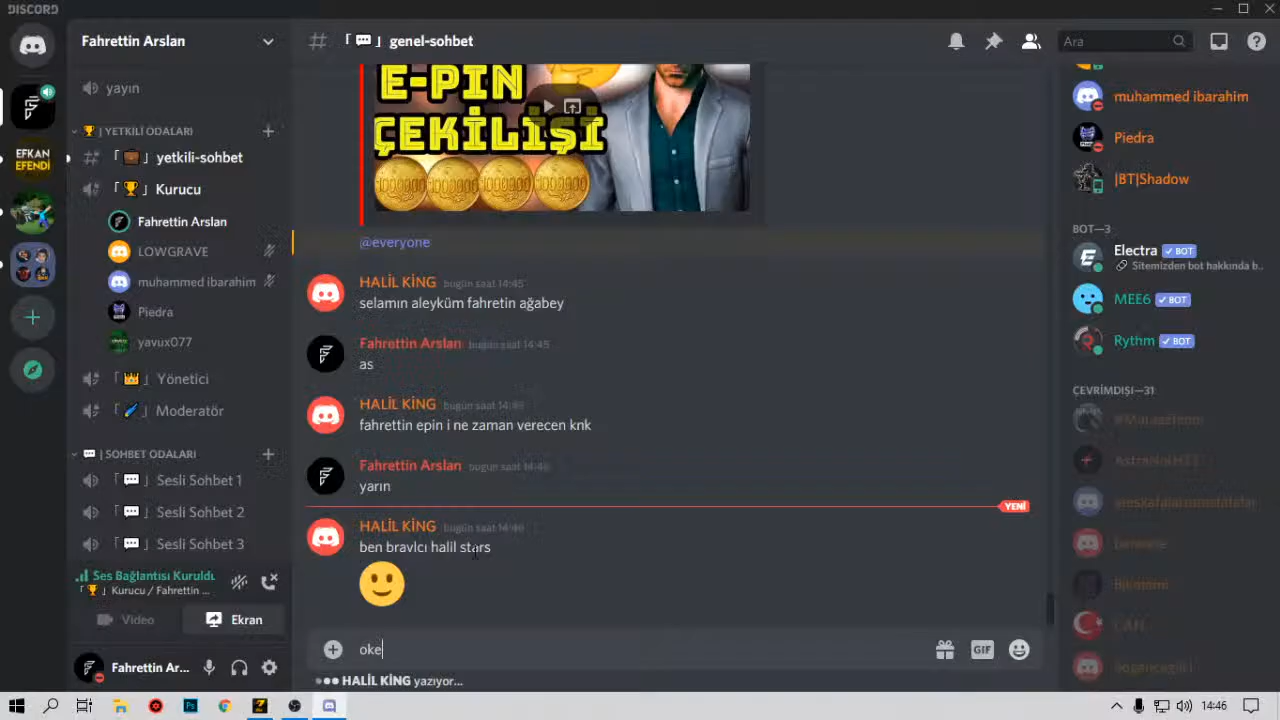 DISCORD
Fahrettin Arslan
「💬」 genel-sohbet
Ara
EFKAN
EFENDİ
yayın
🏆 | YETKİLİ ODALARI
「💼」 yetkili-sohbet
「🏆」 Kurucu
Fahrettin Arslan
LOWGRAVE
muhammed ibarahim
Piedra
yavux077
「👑」 Yönetici
「🖊」 Moderatör
💬 | SOHBET ODALARI
「💬」 Sesli Sohbet 1
「💬」 Sesli Sohbet 2
「💬」 Sesli Sohbet 3
Ses Bağlantısı Kuruldu
「🏆」 Kurucu / Fahrettin ...
Video
Ekran
Fahrettin Ar...
E-PIN
ÇEKİLİŞİ
@everyone
HALİL KİNG bugün saat 14:45
selamın aleyküm fahretin ağabey
Fahrettin Arslan bugün saat 14:45
as
HALİL KİNG bugün saat 14:46
fahrettin epin i ne zaman verecen knk
Fahrettin Arslan bugün saat 14:46
yarın
YENİ
HALİL KİNG bugün saat 14:46
ben bravlcı halil stars
oke
GIF
HALİL KİNG yazıyor...
muhammed ibarahim
Piedra
|BT|Shadow
BOT—3
Electra ✓ BOT
Sitemizden bot hakkında b...
MEE6 ✓ BOT
Rythm ✓ BOT
ÇEVRİMDIŞI—31
14:46